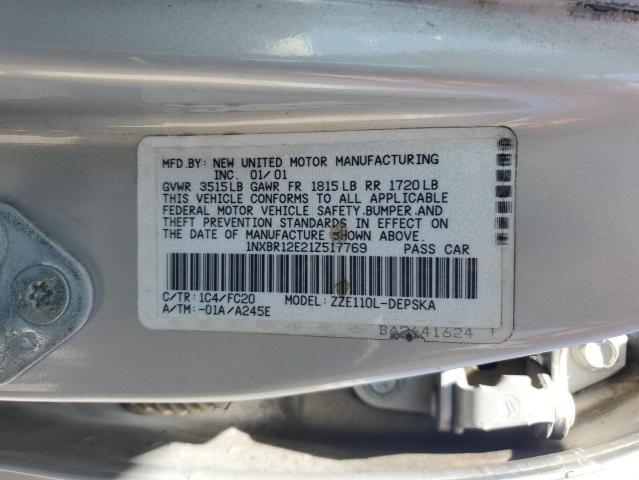 MFD.BY: NEW UNITED MOTOR MANUFACTURING
INC. 01/01
GVWR 3515LB GAWR FR 1815LB RR 1720LB
THIS VEHICLE CONFORMS TO ALL APPLICABLE
FEDERAL MOTOR VEHICLE SAFETY, BUMPER, AND
THEFT PREVENTION STANDARDS IN EFFECT ON
THE DATE OF MANUFACTURE SHOWN ABOVE.
1NXBR12E21Z517769 PASS CAR
C/TR: 1C4/FC20 MODEL: ZZE110L-DEPSKA
A/TM: -01A/A245E